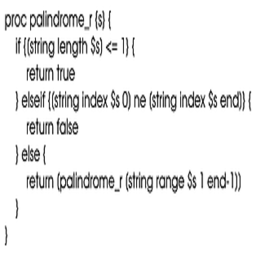 proc palindrome_r {s} {
if {(string length $s) <= 1} {
return true
} elseif {(string index $s 0) ne (string index $s end)} {
return false
} else {
return (palindrome_r (string range $s 1 end-1))
}
}